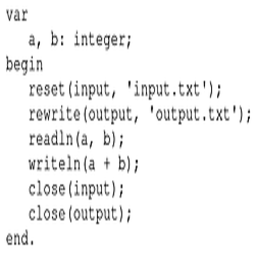 var
   a, b: integer;
begin
   reset(input, 'input.txt');
   rewrite(output, 'output.txt');
   readln(a, b);
   writeln(a + b);
   close(input);
   close(output);
end.